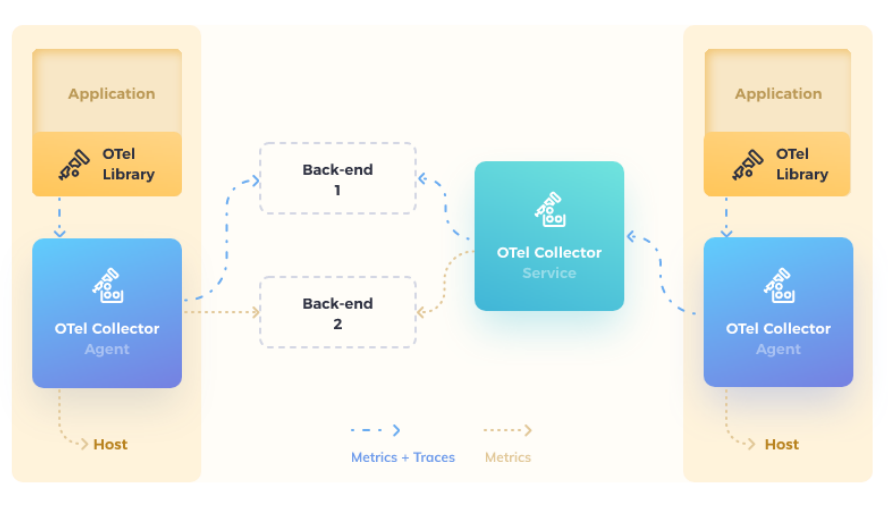 Application
OTel
Library
OTel Collector
Agent
Host
Back-end
1
Back-end
2
OTel Collector
Service
Application
OTel
Library
OTel Collector
Agent
Host
Metrics + Traces
Metrics